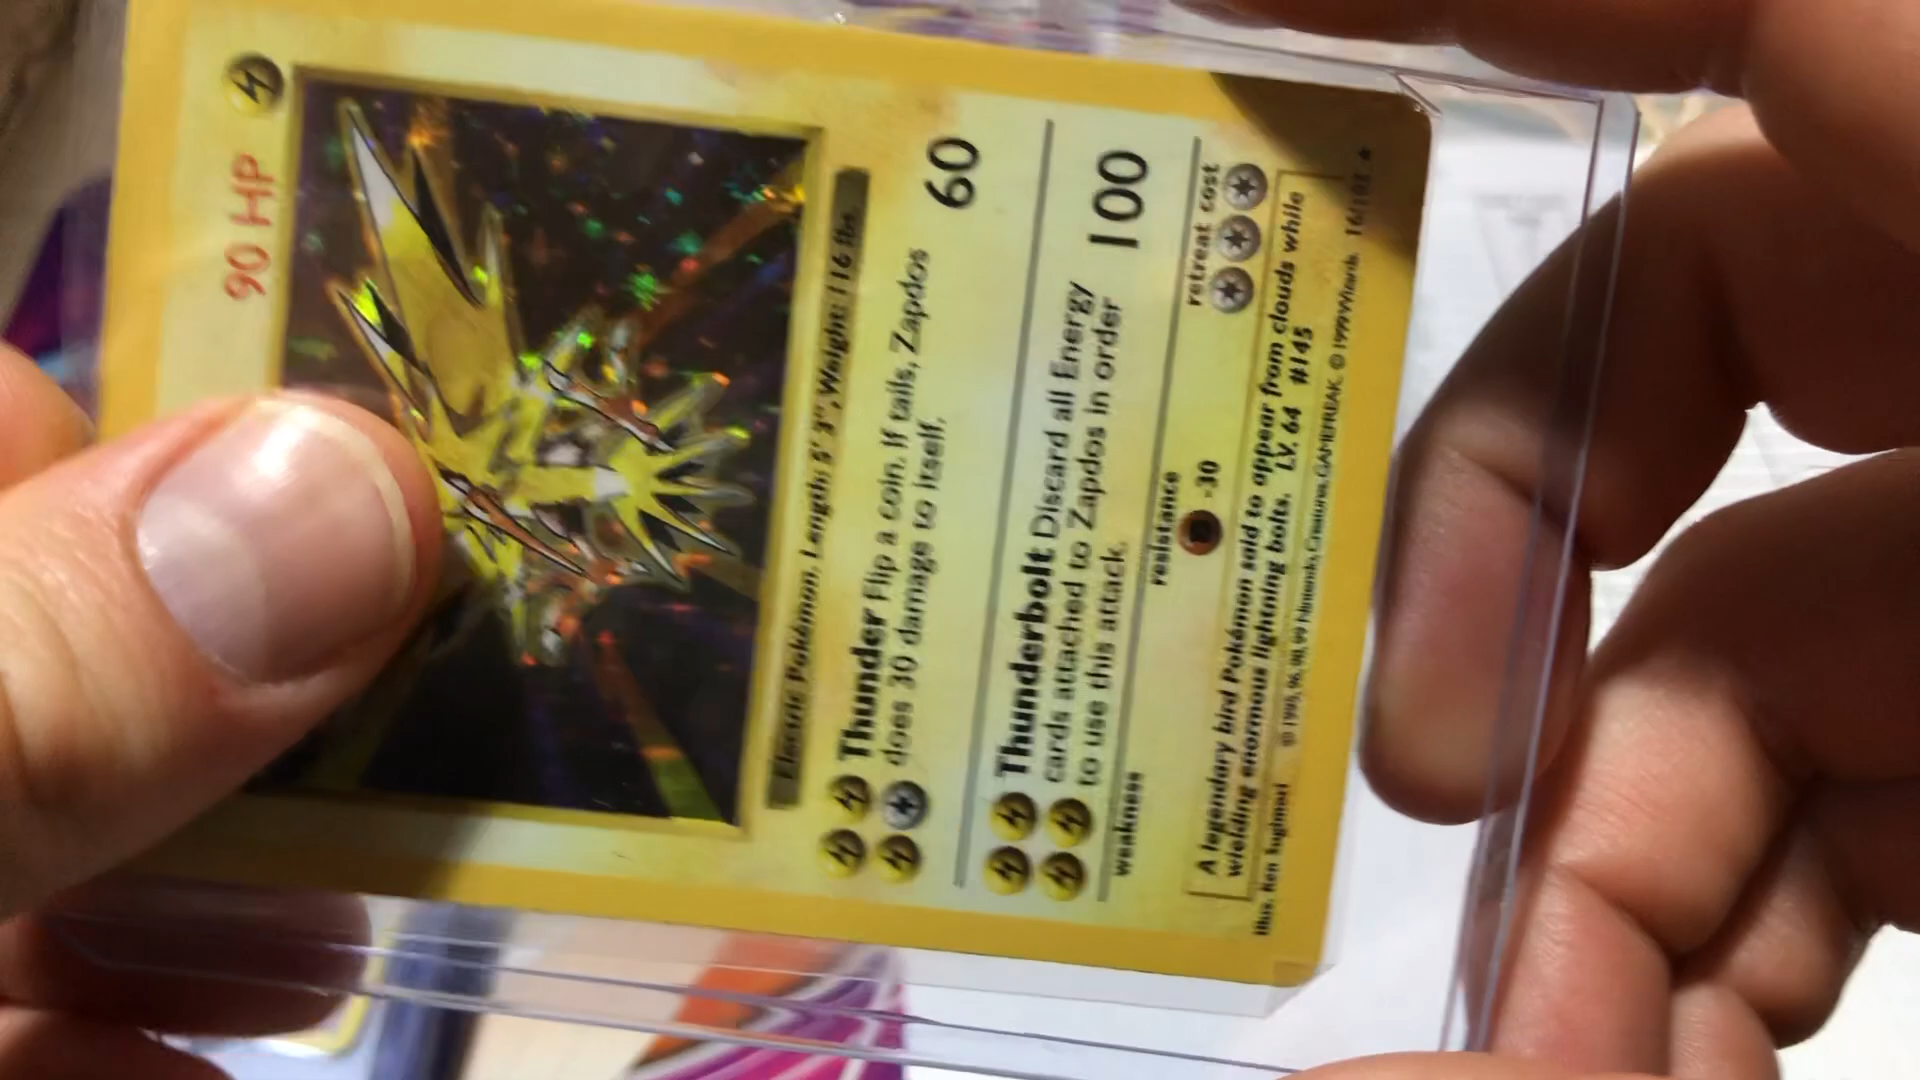 90 HP
Electric Pokémon. Length: 5' 3", Weight: 116 lbs.
Thunder Flip a coin. If tails, Zapdos
does 30 damage to itself.
60
Thunderbolt Discard all Energy
cards attached to Zapdos in order
to use this attack.
100
weakness
resistance
-30
retreat cost
A legendary bird Pokémon said to appear from clouds while
wielding enormous lightning bolts. LV. 64 #145
Illus. Ken Sugimori
© 1995, 96, 98, 99 Nintendo, Creatures, GAMEFREAK. © 1999 Wizards. 16/102 ★